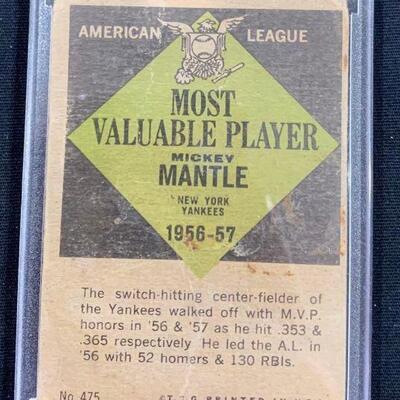 AMERICAN LEAGUE
MOST
VALUABLE PLAYER
MICKEY
MANTLE
NEW YORK
YANKEES
1956-57
The switch-hitting center-fielder of
the Yankees walked off with M.V.P.
honors in '56 & '57 as he hit .353 &
.365 respectively He led the A.L. in
'56 with 52 homers & 130 RBIs.
No. 475 ©T.C.G PRINTED IN